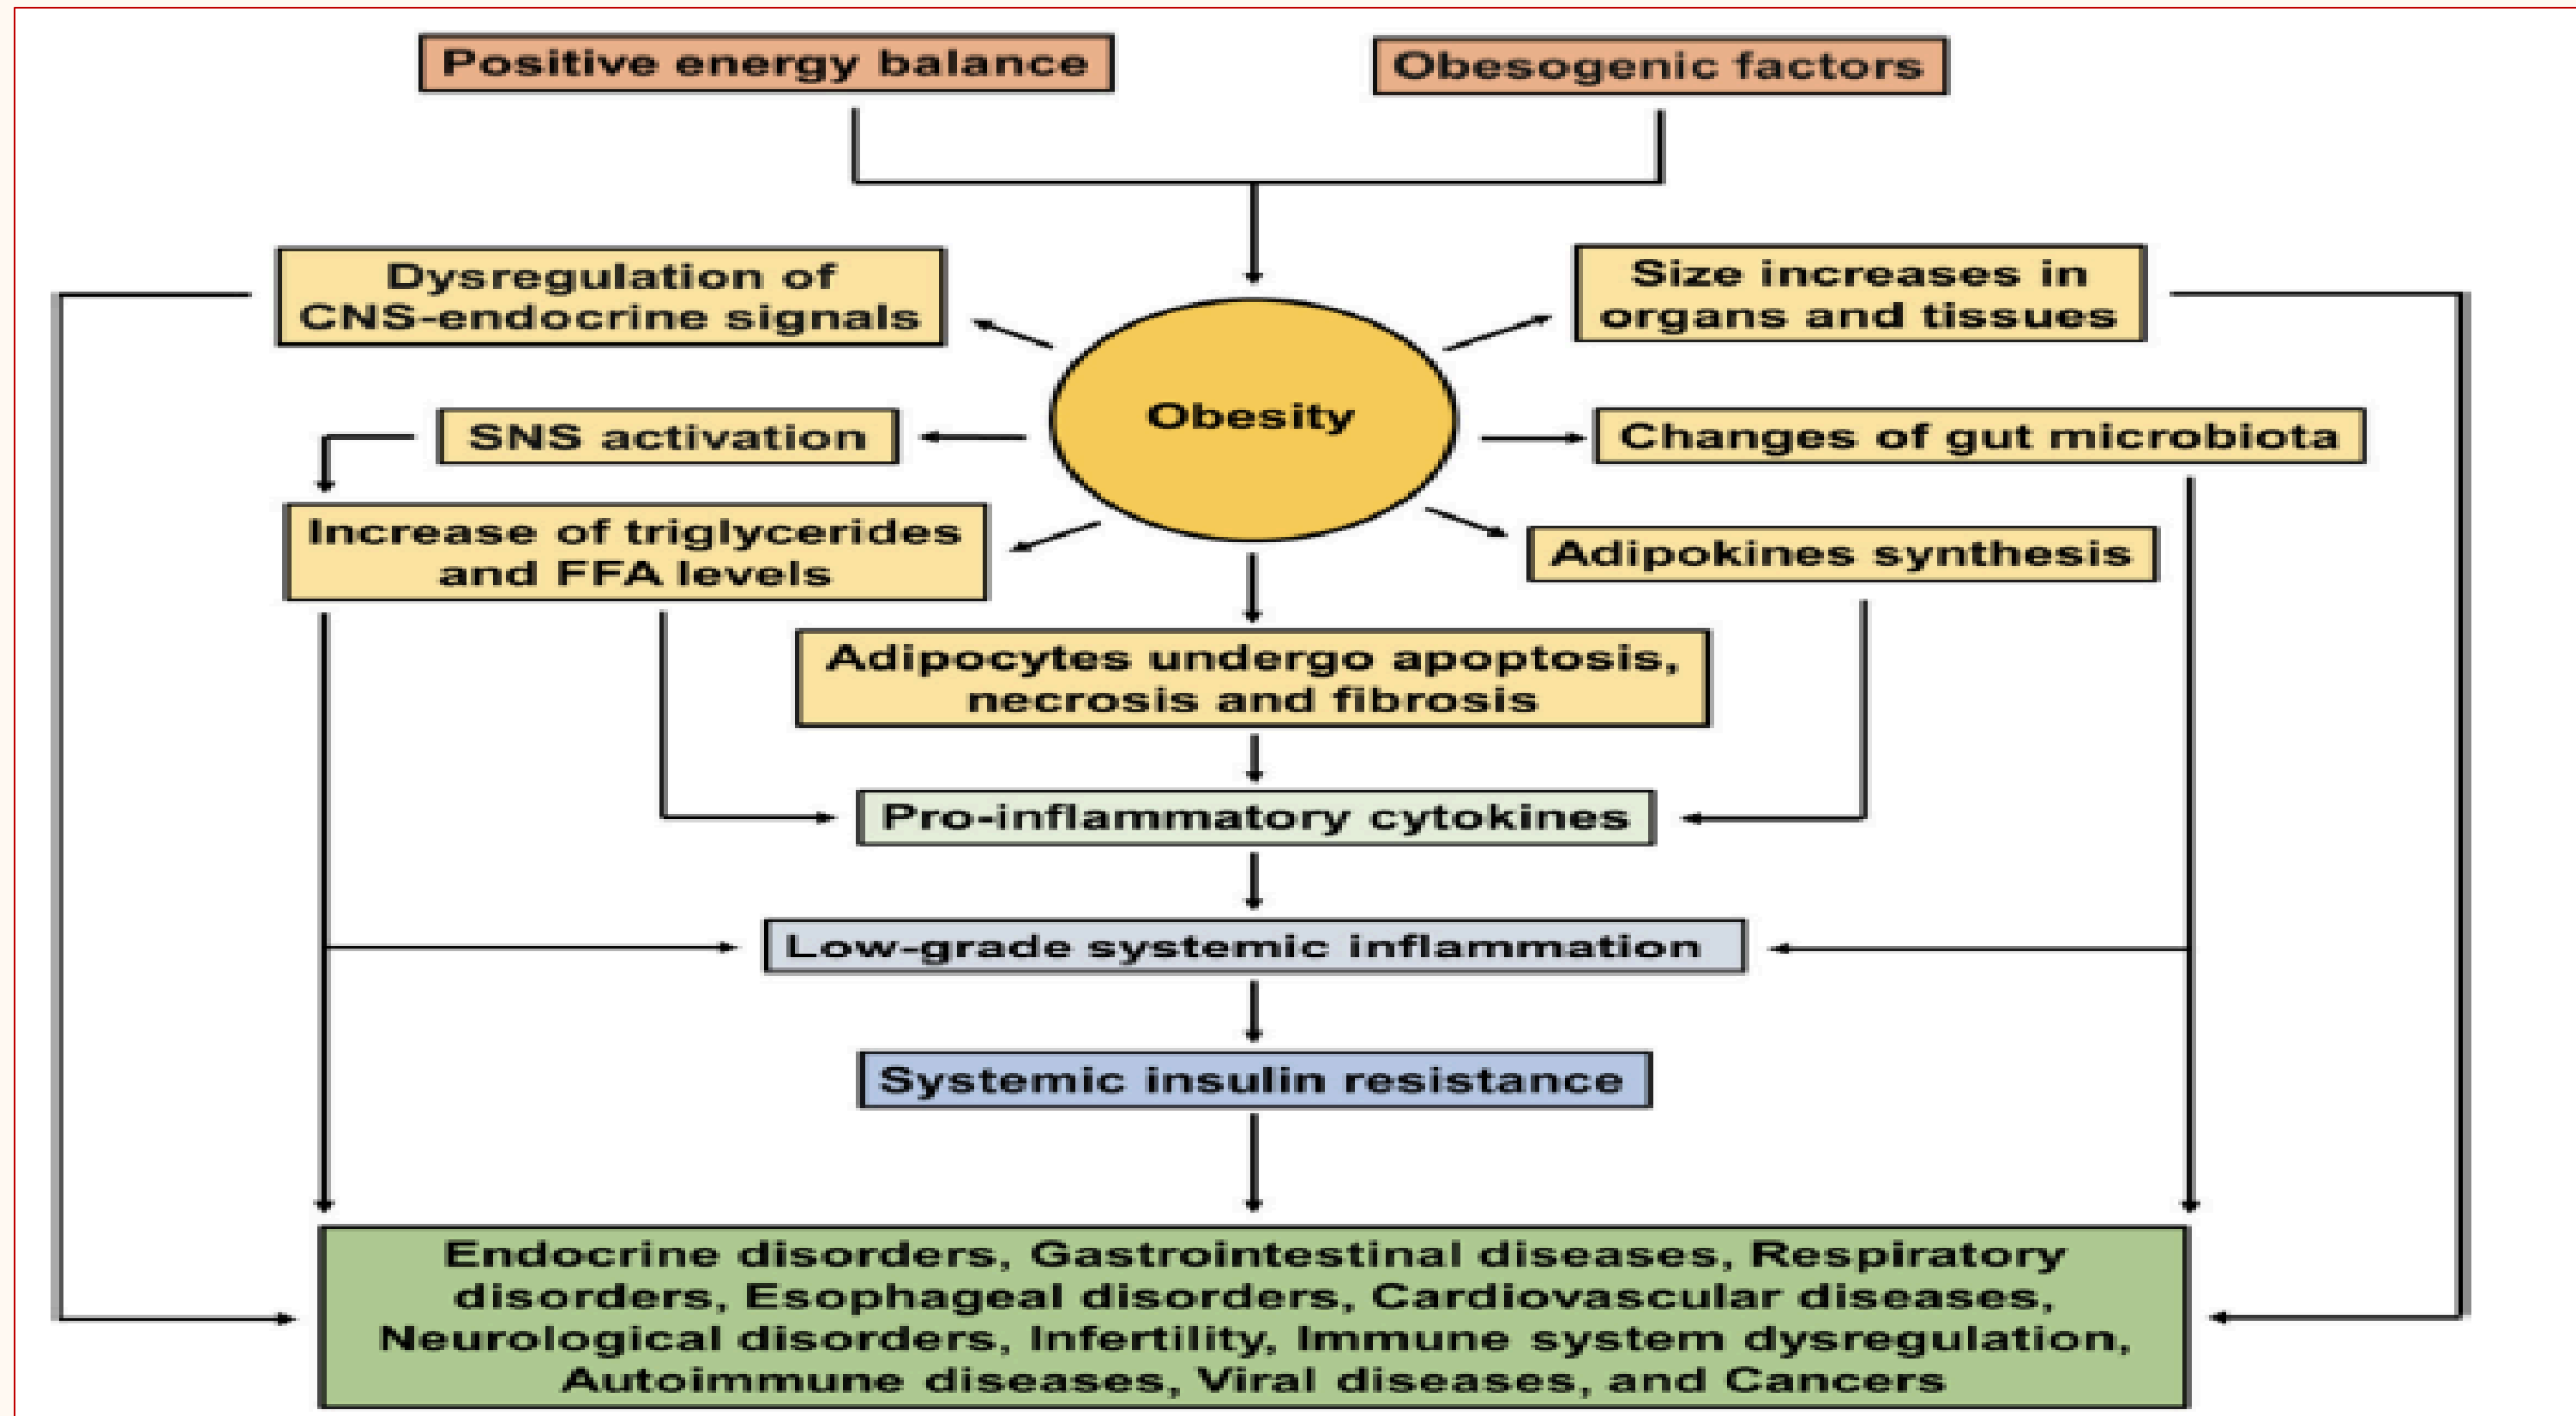 Positive energy balance
Obesogenic factors
Dysregulation of
CNS-endocrine signals
Size increases in
organs and tissues
Obesity
SNS activation
Changes of gut microbiota
Increase of triglycerides
and FFA levels
Adipokines synthesis
Adipocytes undergo apoptosis,
necrosis and fibrosis
Pro-inflammatory cytokines
Low-grade systemic inflammation
Systemic insulin resistance
Endocrine disorders, Gastrointestinal diseases, Respiratory
disorders, Esophageal disorders, Cardiovascular diseases,
Neurological disorders, Infertility, Immune system dysregulation,
Autoimmune diseases, Viral diseases, and Cancers